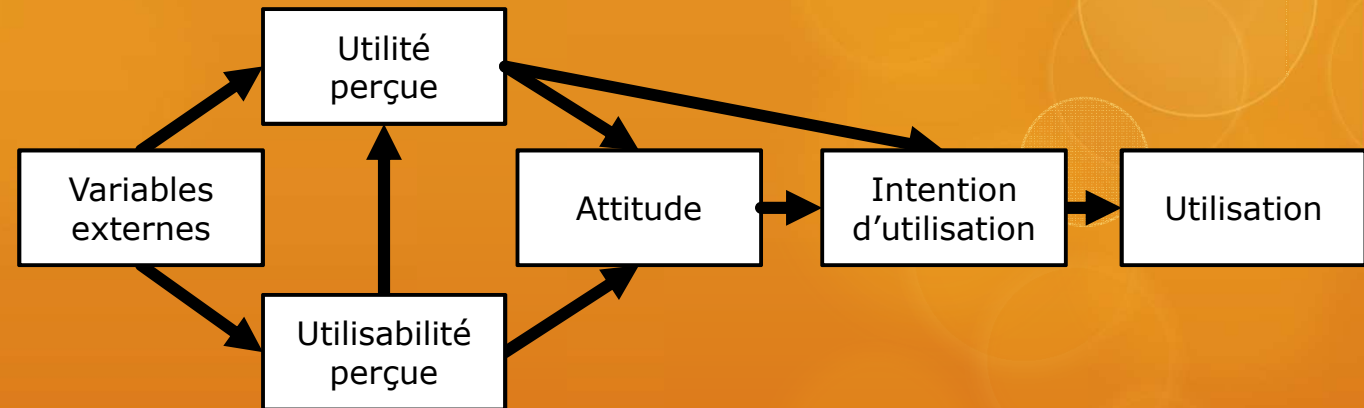 Utilité
perçue
Variables
externes
Attitude
Intention
d’utilisation
Utilisation
Utilisabilité
perçue